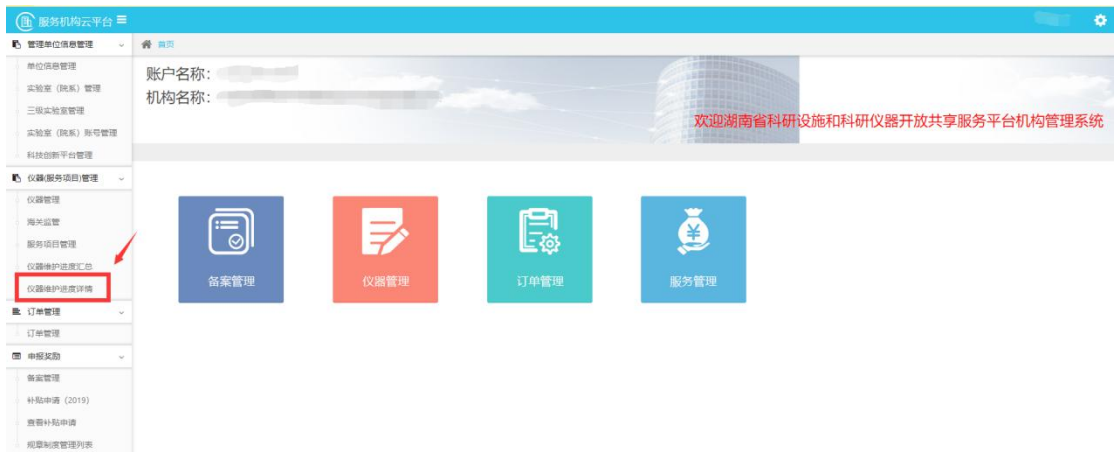 服务机构云平台
管理单位信息管理
首页
单位信息管理
实验室（院系）管理
三级实验室管理
实验室（院系）账号管理
科技创新平台管理
仪器(服务项目)管理
仪器管理
海关监管
服务项目管理
仪器维护进度汇总
仪器维护进度详情
订单管理
订单管理
申报奖励
备案管理
补贴申请（2019）
查看补贴申请
规章制度管理列表
账户名称：
机构名称：
欢迎湖南省科研设施和科研仪器开放共享服务平台机构管理系统
备案管理
仪器管理
订单管理
服务管理